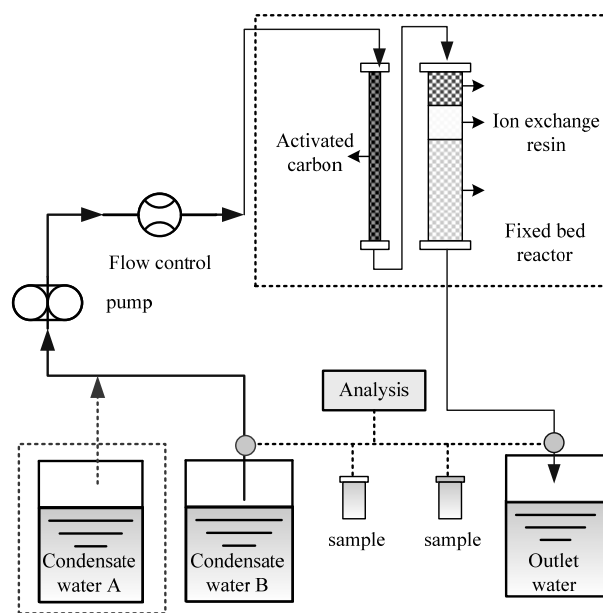 Activated
carbon
Ion exchange
resin
Fixed bed
reactor
Flow control
pump
Analysis
Condensate
water A
Condensate
water B
sample
sample
Outlet
water